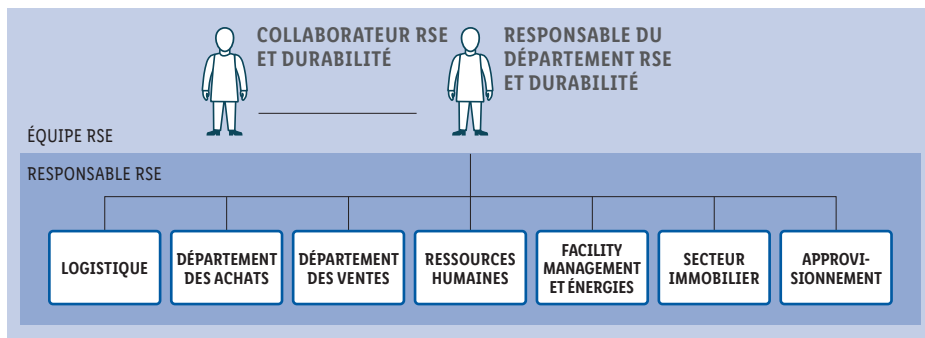 COLLABORATEUR RSE
ET DURABILITÉ
RESPONSABLE DU
DÉPARTEMENT RSE
ET DURABILITÉ
ÉQUIPE RSE
RESPONSABLE RSE
LOGISTIQUE
DÉPARTEMENT
DES ACHATS
DÉPARTEMENT
DES VENTES
RESSOURCES
HUMAINES
FACILITY
MANAGEMENT
ET ÉNERGIES
SECTEUR
IMMOBILIER
APPROVI-
SIONNEMENT